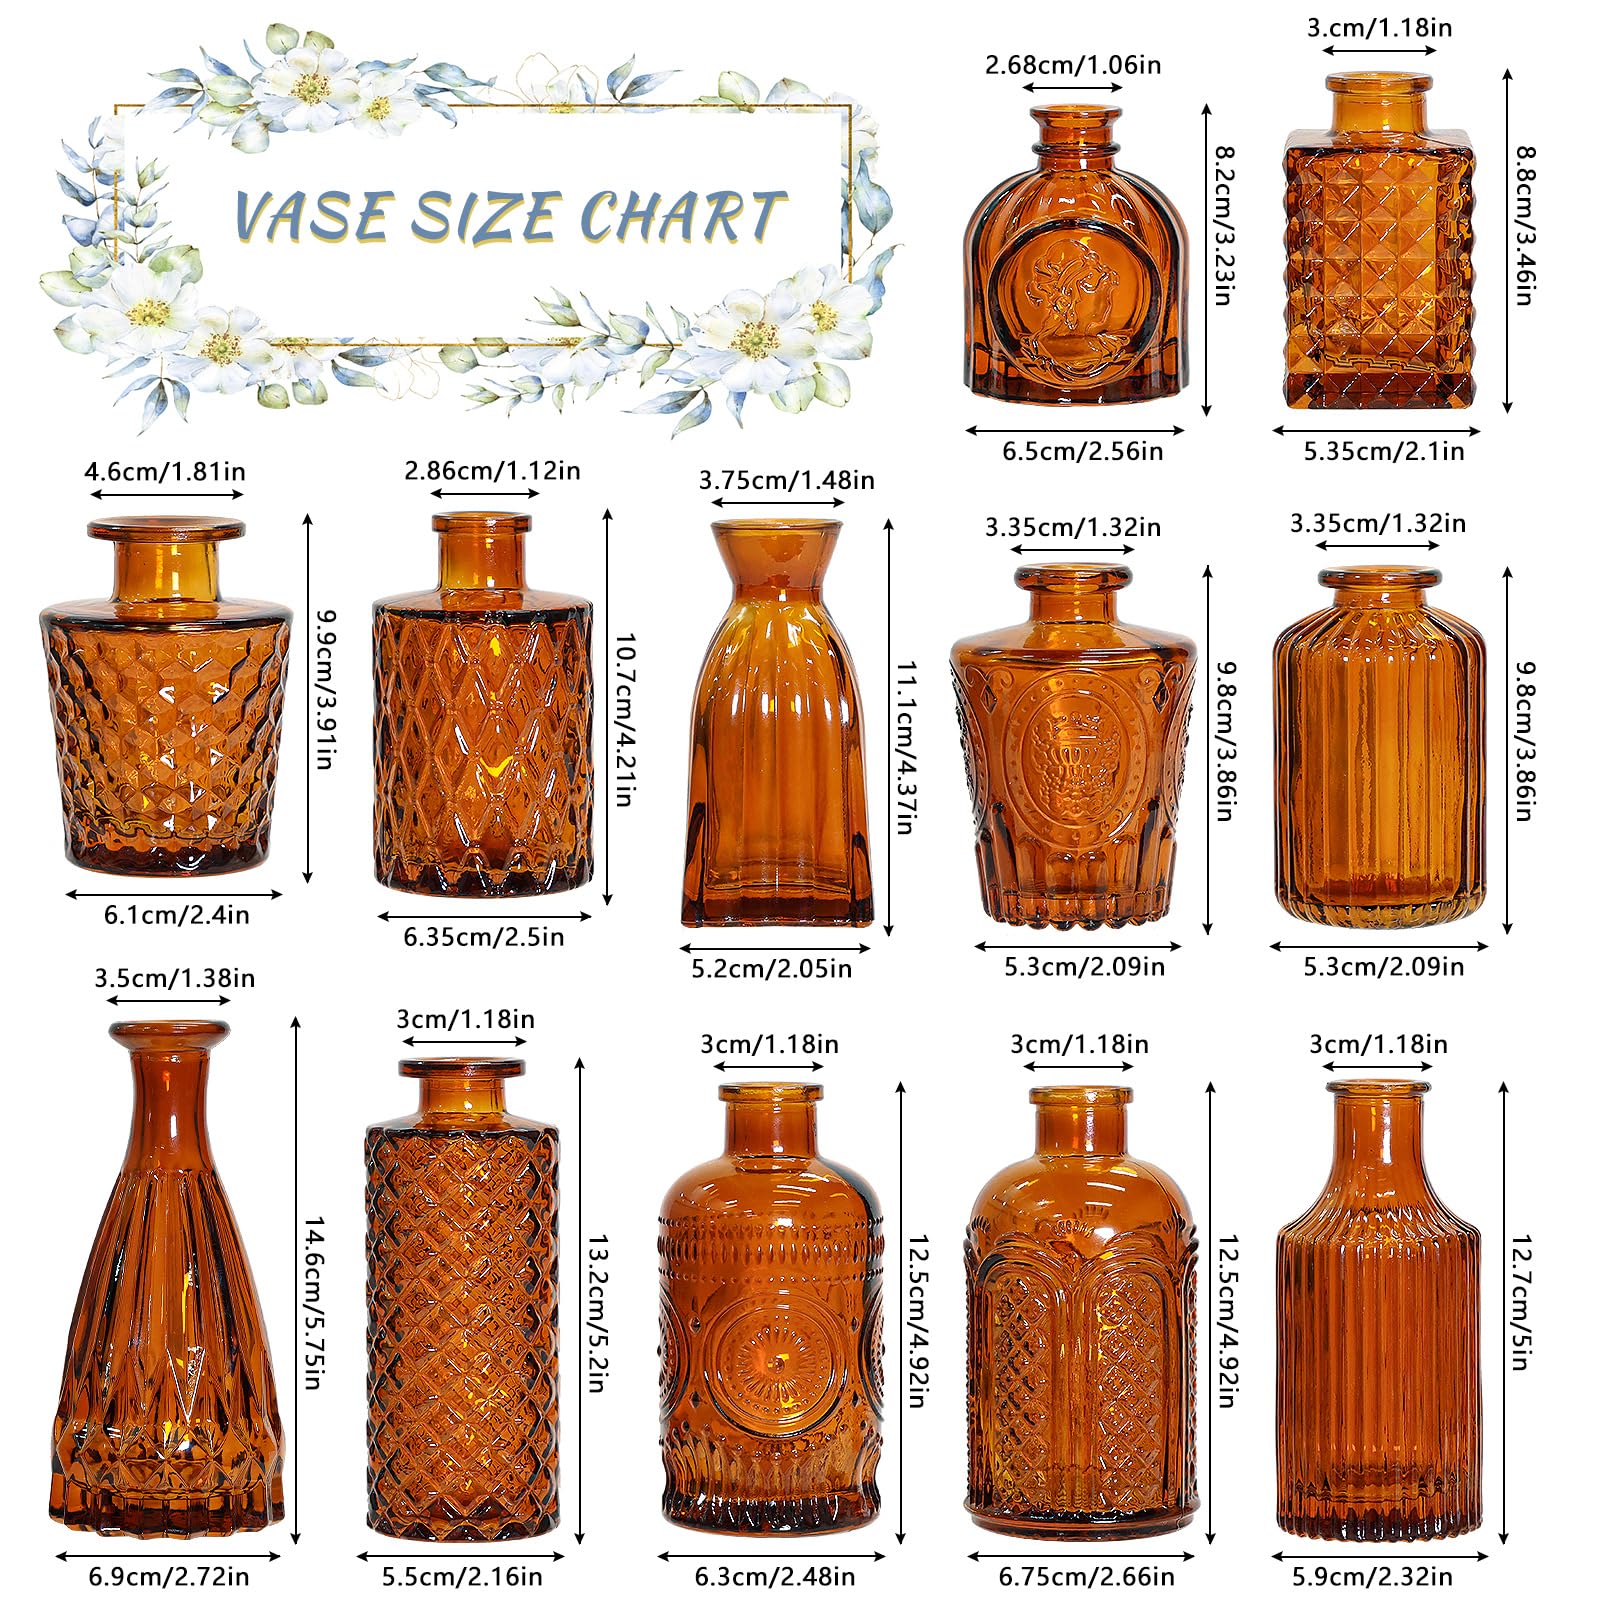 VASE SIZE CHART
2.68cm/1.06in
8.2cm/3.23in
6.5cm/2.56in
3.cm/1.18in
8.8cm/3.46in
5.35cm/2.1in
4.6cm/1.81in
9.9cm/3.91in
6.1cm/2.4in
2.86cm/1.12in
10.7cm/4.21in
6.35cm/2.5in
3.75cm/1.48in
11.1cm/4.37in
5.2cm/2.05in
3.35cm/1.32in
9.8cm/3.86in
5.3cm/2.09in
3.35cm/1.32in
9.8cm/3.86in
5.3cm/2.09in
3.5cm/1.38in
14.6cm/5.75in
6.9cm/2.72in
3cm/1.18in
13.2cm/5.2in
5.5cm/2.16in
3cm/1.18in
12.5cm/4.92in
6.3cm/2.48in
3cm/1.18in
12.5cm/4.92in
6.75cm/2.66in
3cm/1.18in
12.7cm/5in
5.9cm/2.32in